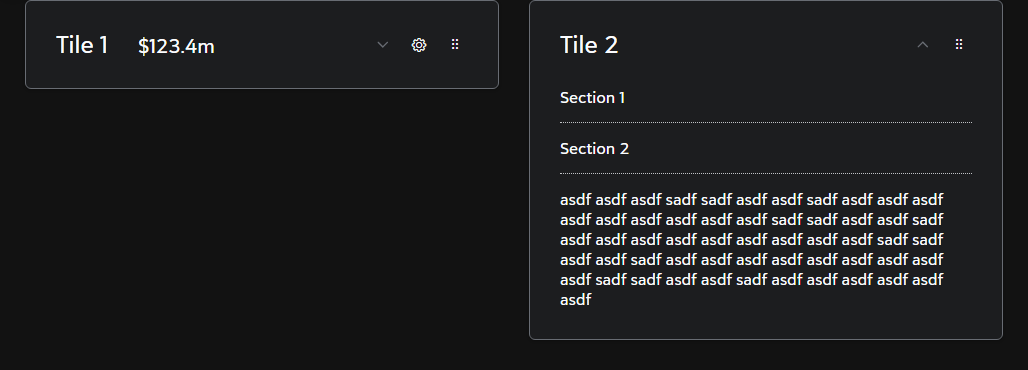 Tile 1 $123.4m
Tile 2
Section 1
Section 2
asdf asdf asdf sadf sadf asdf asdf sadf asdf asdf asdf
asdf asdf asdf asdf asdf asdf sadf sadf asdf asdf sadf
asdf asdf asdf asdf asdf asdf asdf asdf asdf sadf sadf
asdf asdf sadf asdf asdf asdf asdf asdf asdf asdf asdf
asdf sadf sadf asdf asdf sadf asdf asdf asdf asdf asdf
asdf